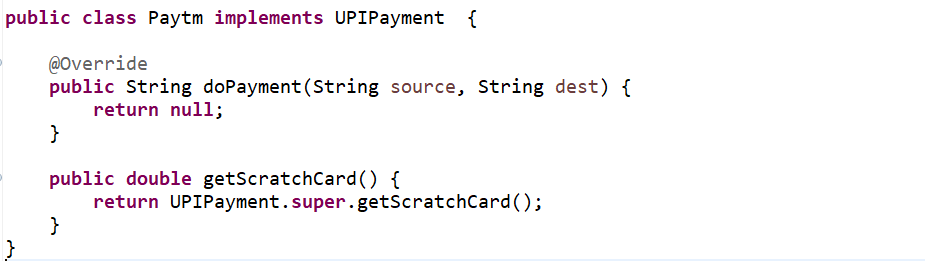 public class Paytm implements UPIPayment  {
@Override
public String doPayment(String source, String dest) {
return null;
}
public double getScratchCard() {
return UPIPayment.super.getScratchCard();
}
}